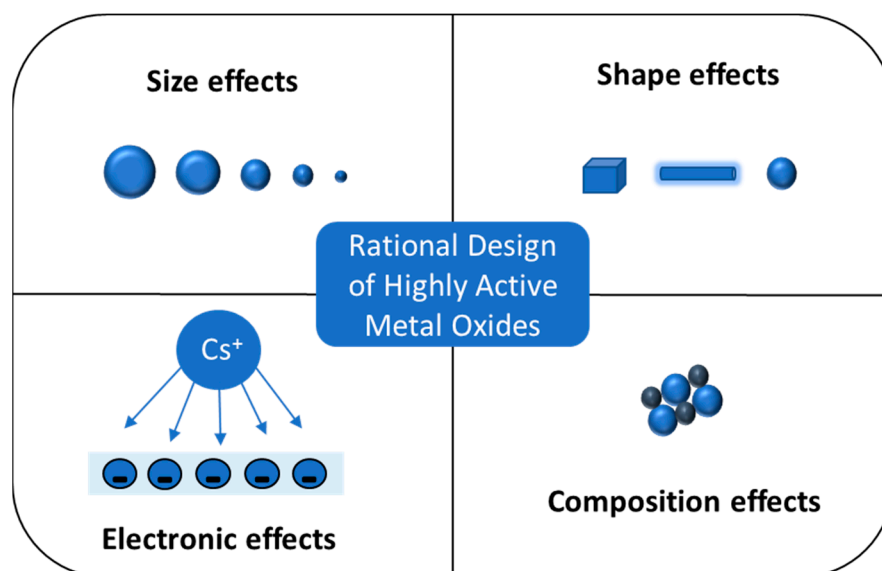 Size effects
Shape effects
Rational Design
of Highly Active
Metal Oxides
Cs⁺
Electronic effects
Composition effects